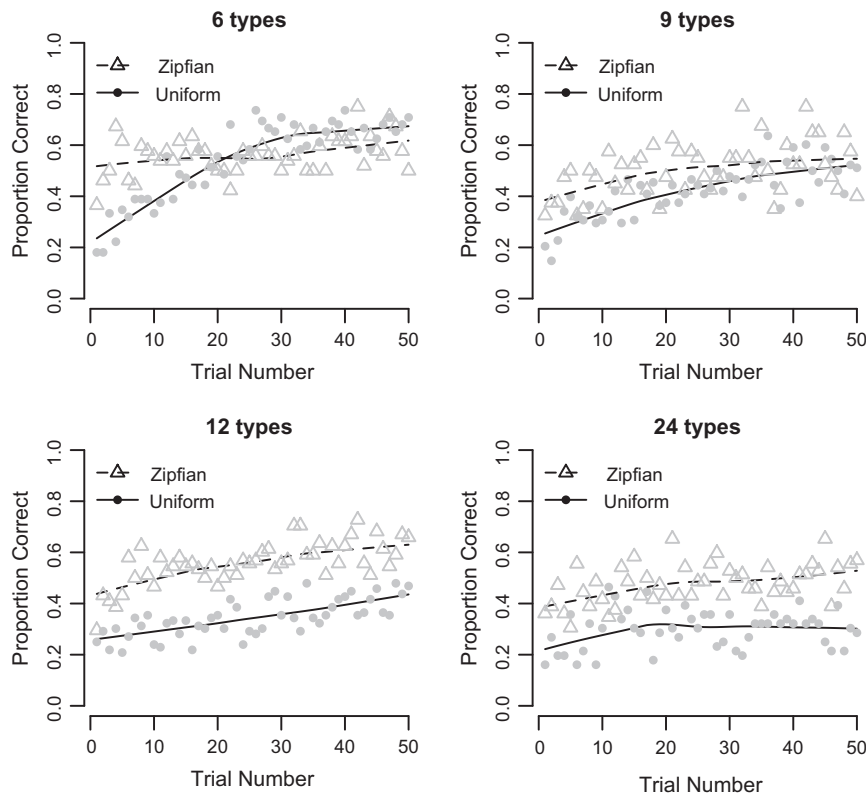 6 types
Proportion Correct
1.0
0.8
0.6
0.4
0.2
0.0
Zipfian
Uniform
0 10 20 30 40 50
Trial Number
9 types
Proportion Correct
1.0
0.8
0.6
0.4
0.2
0.0
Zipfian
Uniform
0 10 20 30 40 50
Trial Number
12 types
Proportion Correct
1.0
0.8
0.6
0.4
0.2
0.0
Zipfian
Uniform
0 10 20 30 40 50
Trial Number
24 types
Proportion Correct
1.0
0.8
0.6
0.4
0.2
0.0
Zipfian
Uniform
0 10 20 30 40 50
Trial Number